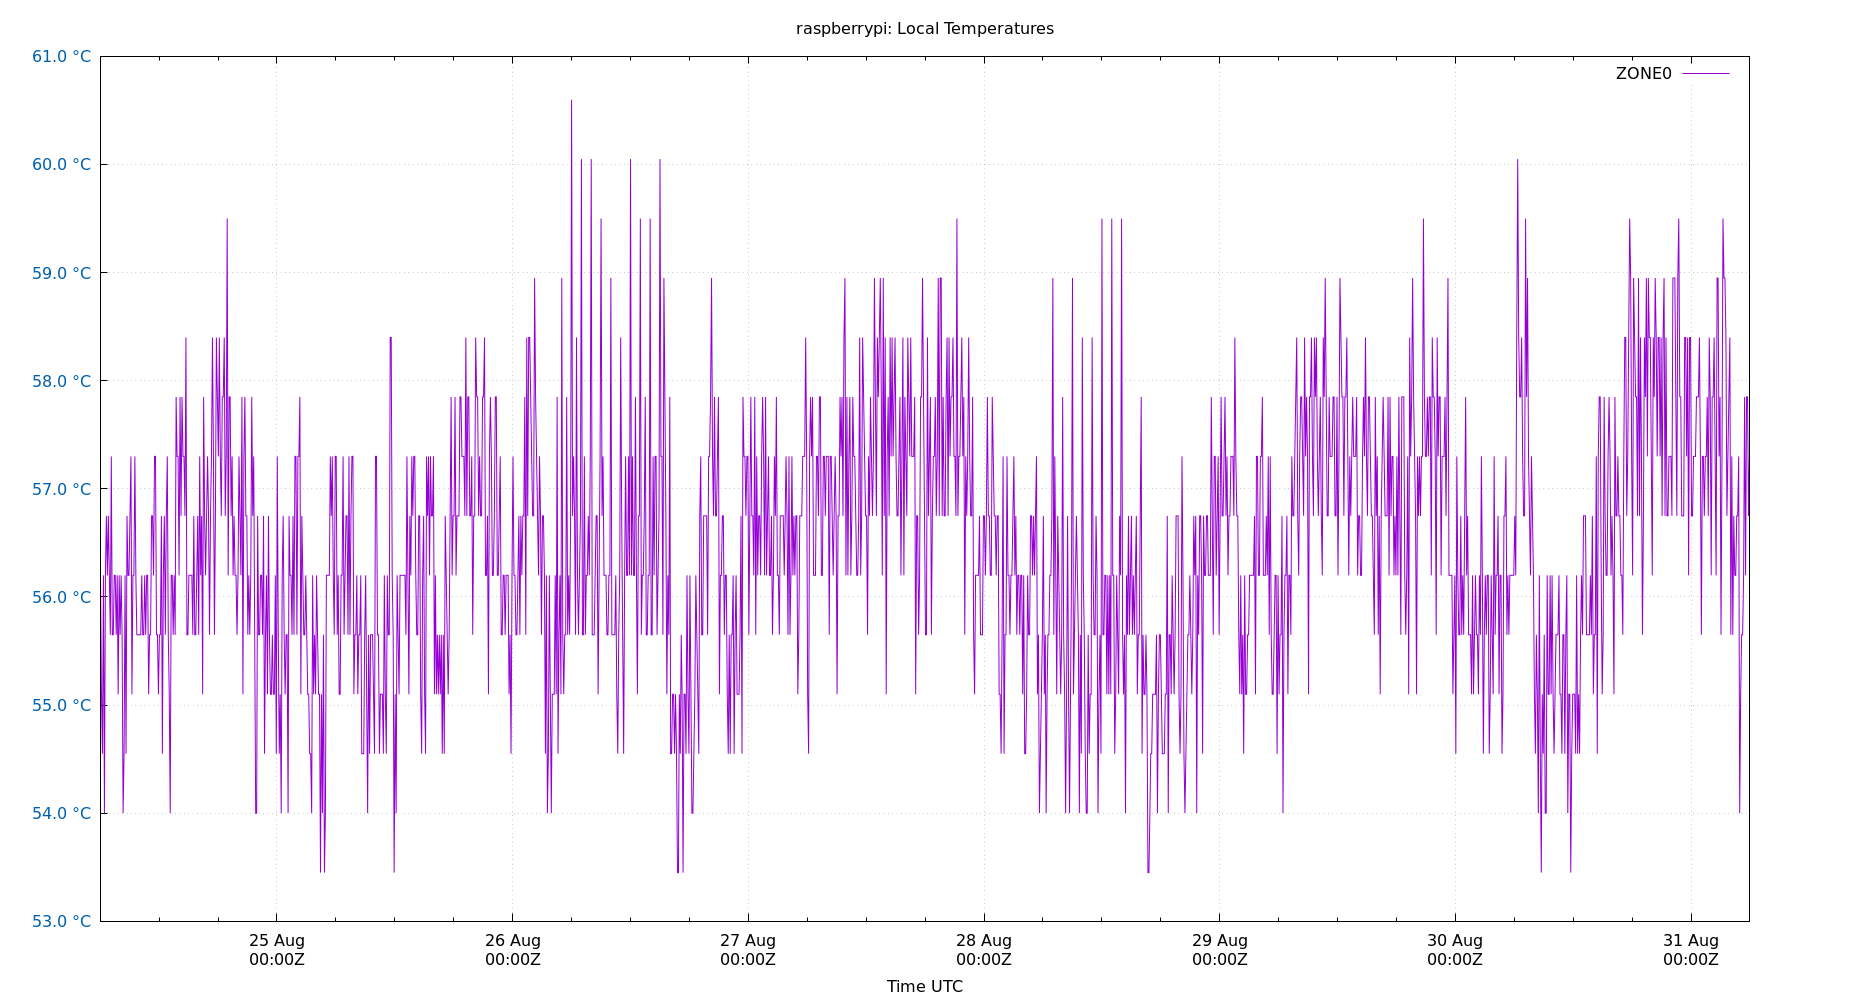 raspberrypi: Local Temperatures
61.0 °C
ZONE0
60.0 °C
59.0 °C
58.0 °C
57.0 °C
56.0 °C
55.0 °C
54.0 °C
53.0 °C
25 Aug 26 Aug 27 Aug 28 Aug 29 Aug 30 Aug 31 Aug
00:00Z 00:00Z 00:00Z 00:00Z 00:00Z 00:00Z 00:00Z
Time UTC